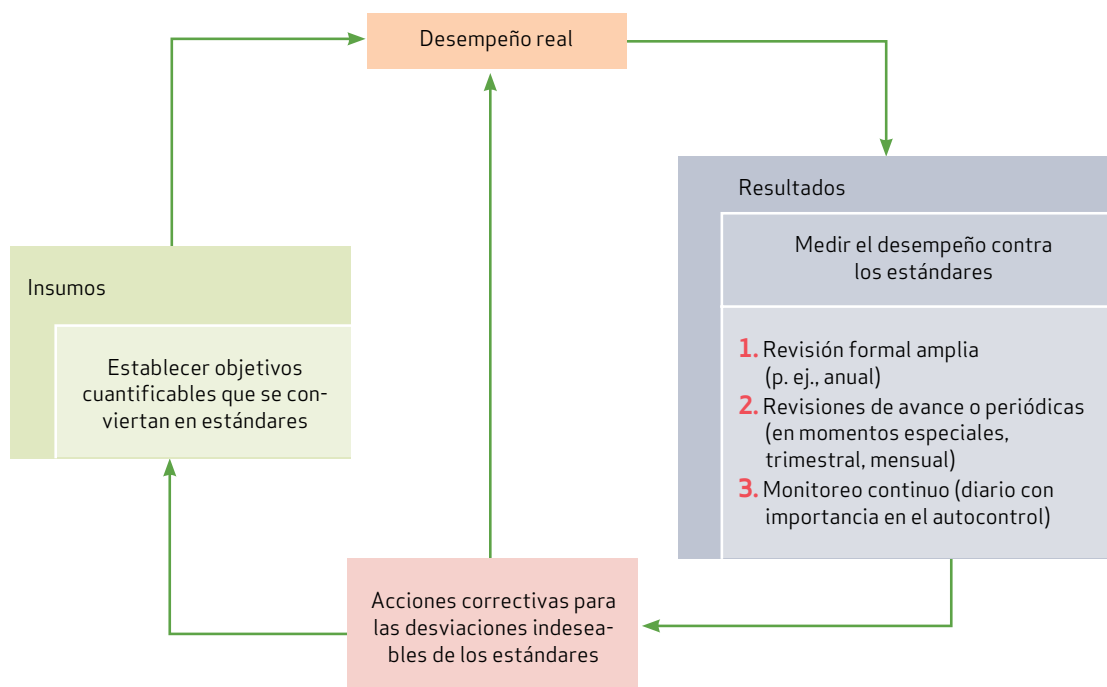 Desempeño real
Resultados
Medir el desempeño contra
los estándares
1. Revisión formal amplia
(p. ej., anual)
2. Revisiones de avance o periódicas
(en momentos especiales,
trimestral, mensual)
3. Monitoreo continuo (diario con
importancia en el autocontrol)
Insumos
Establecer objetivos
cuantificables que se con-
viertan en estándares
Acciones correctivas para
las desviaciones indesea-
bles de los estándares